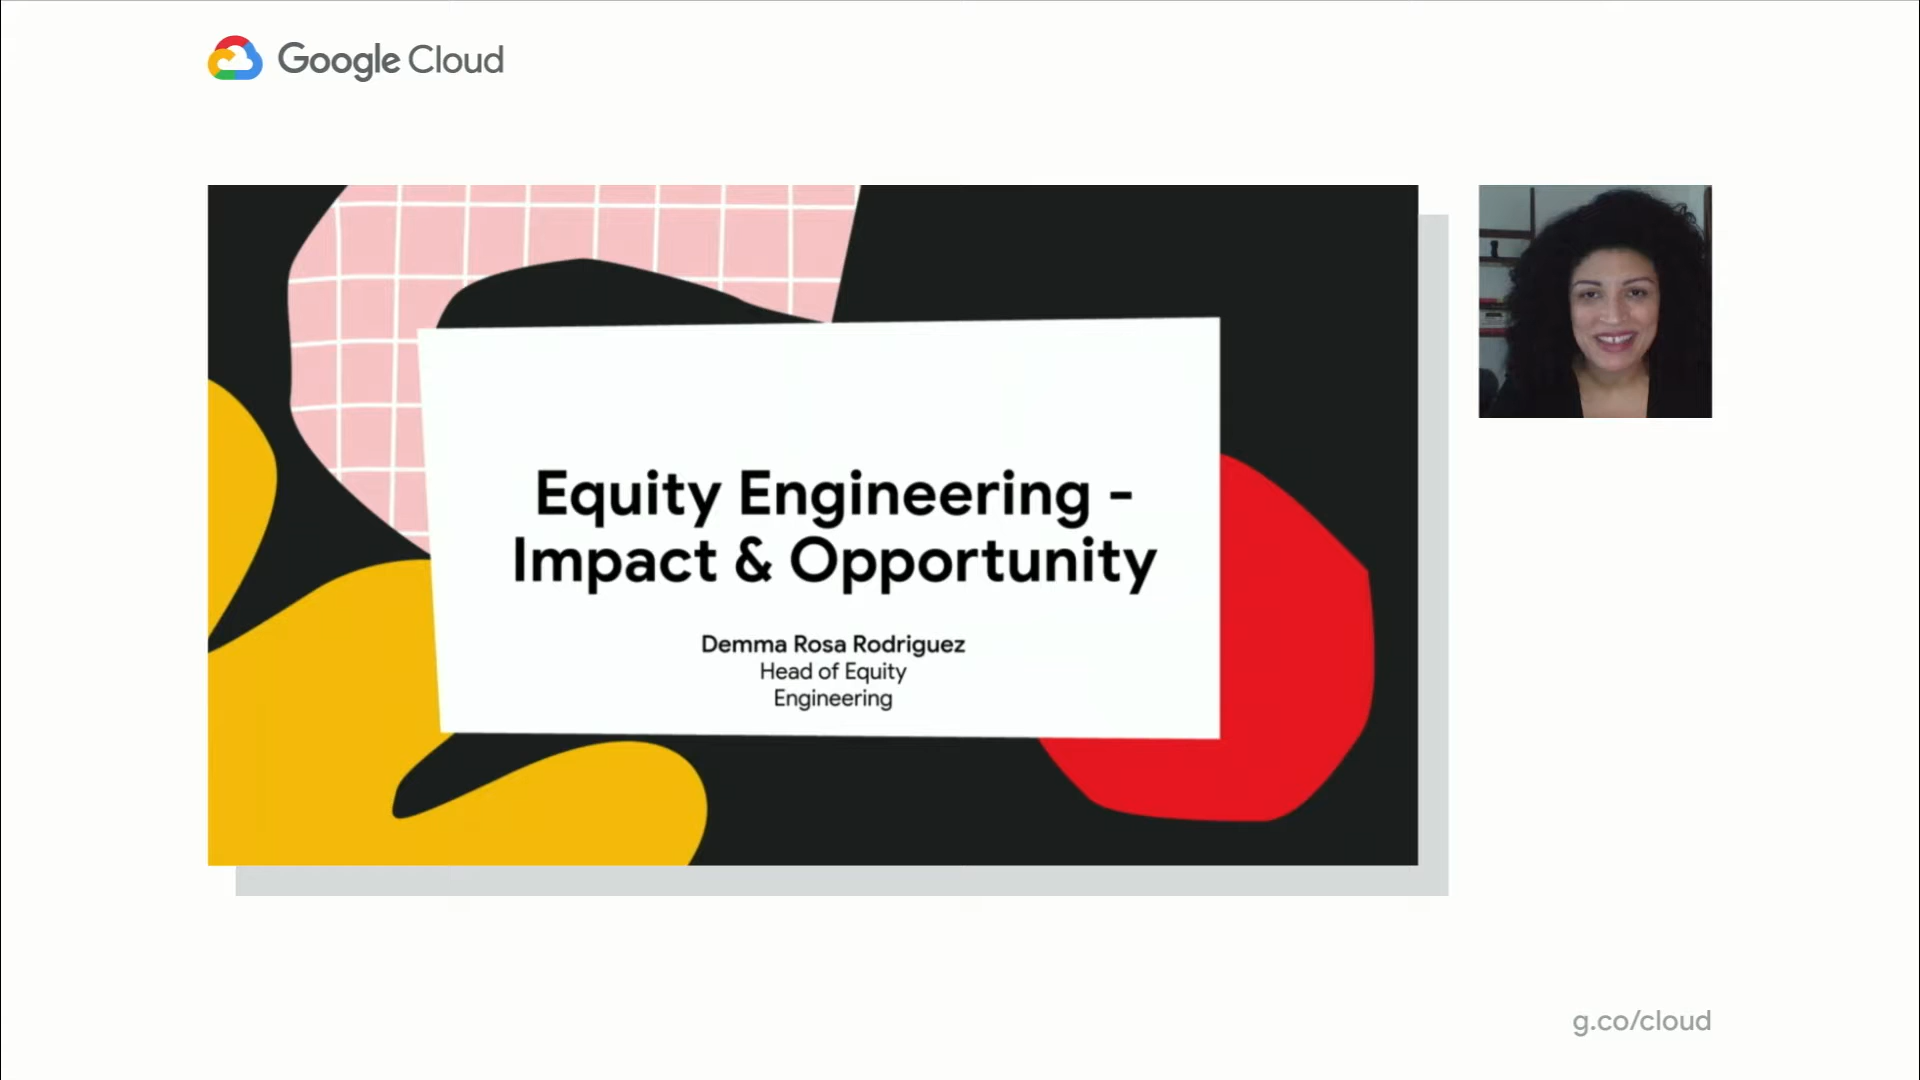 Google Cloud
Equity Engineering -
Impact & Opportunity
Demma Rosa Rodriguez
Head of Equity
Engineering
g.co/cloud